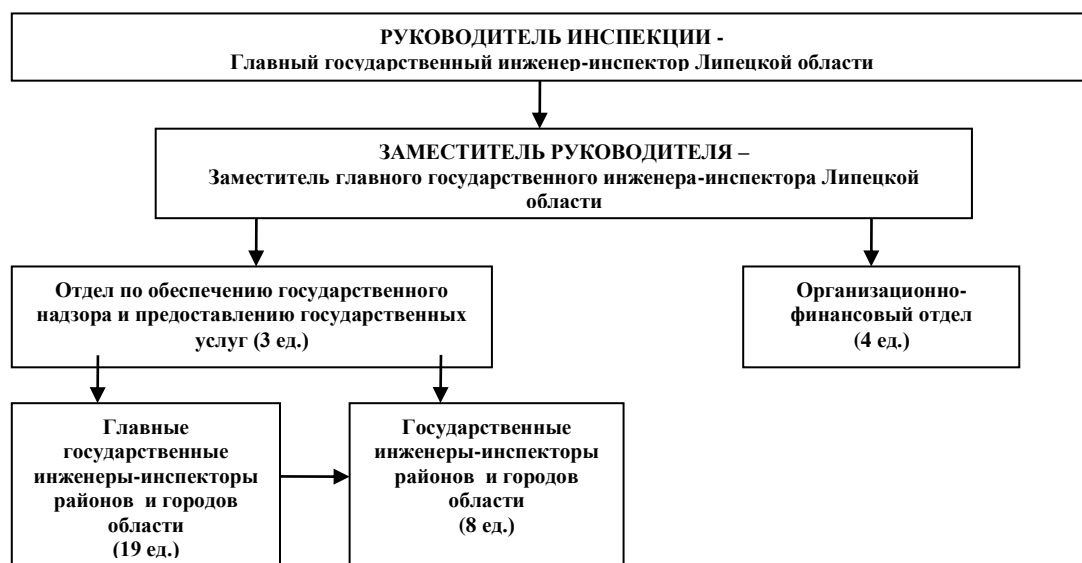 РУКОВОДИТЕЛЬ ИНСПЕКЦИИ -
Главный государственный инженер-инспектор Липецкой области
ЗАМЕСТИТЕЛЬ РУКОВОДИТЕЛЯ –
Заместитель главного государственного инженера-инспектора Липецкой
области
Отдел по обеспечению государственного
надзора и предоставлению государственных
услуг (3 ед.)
Организационно-
финансовый отдел
(4 ед.)
Главные
государственные
инженеры-инспекторы
районов и городов
области
(19 ед.)
Государственные
инженеры-инспекторы
районов и городов
области
(8 ед.)